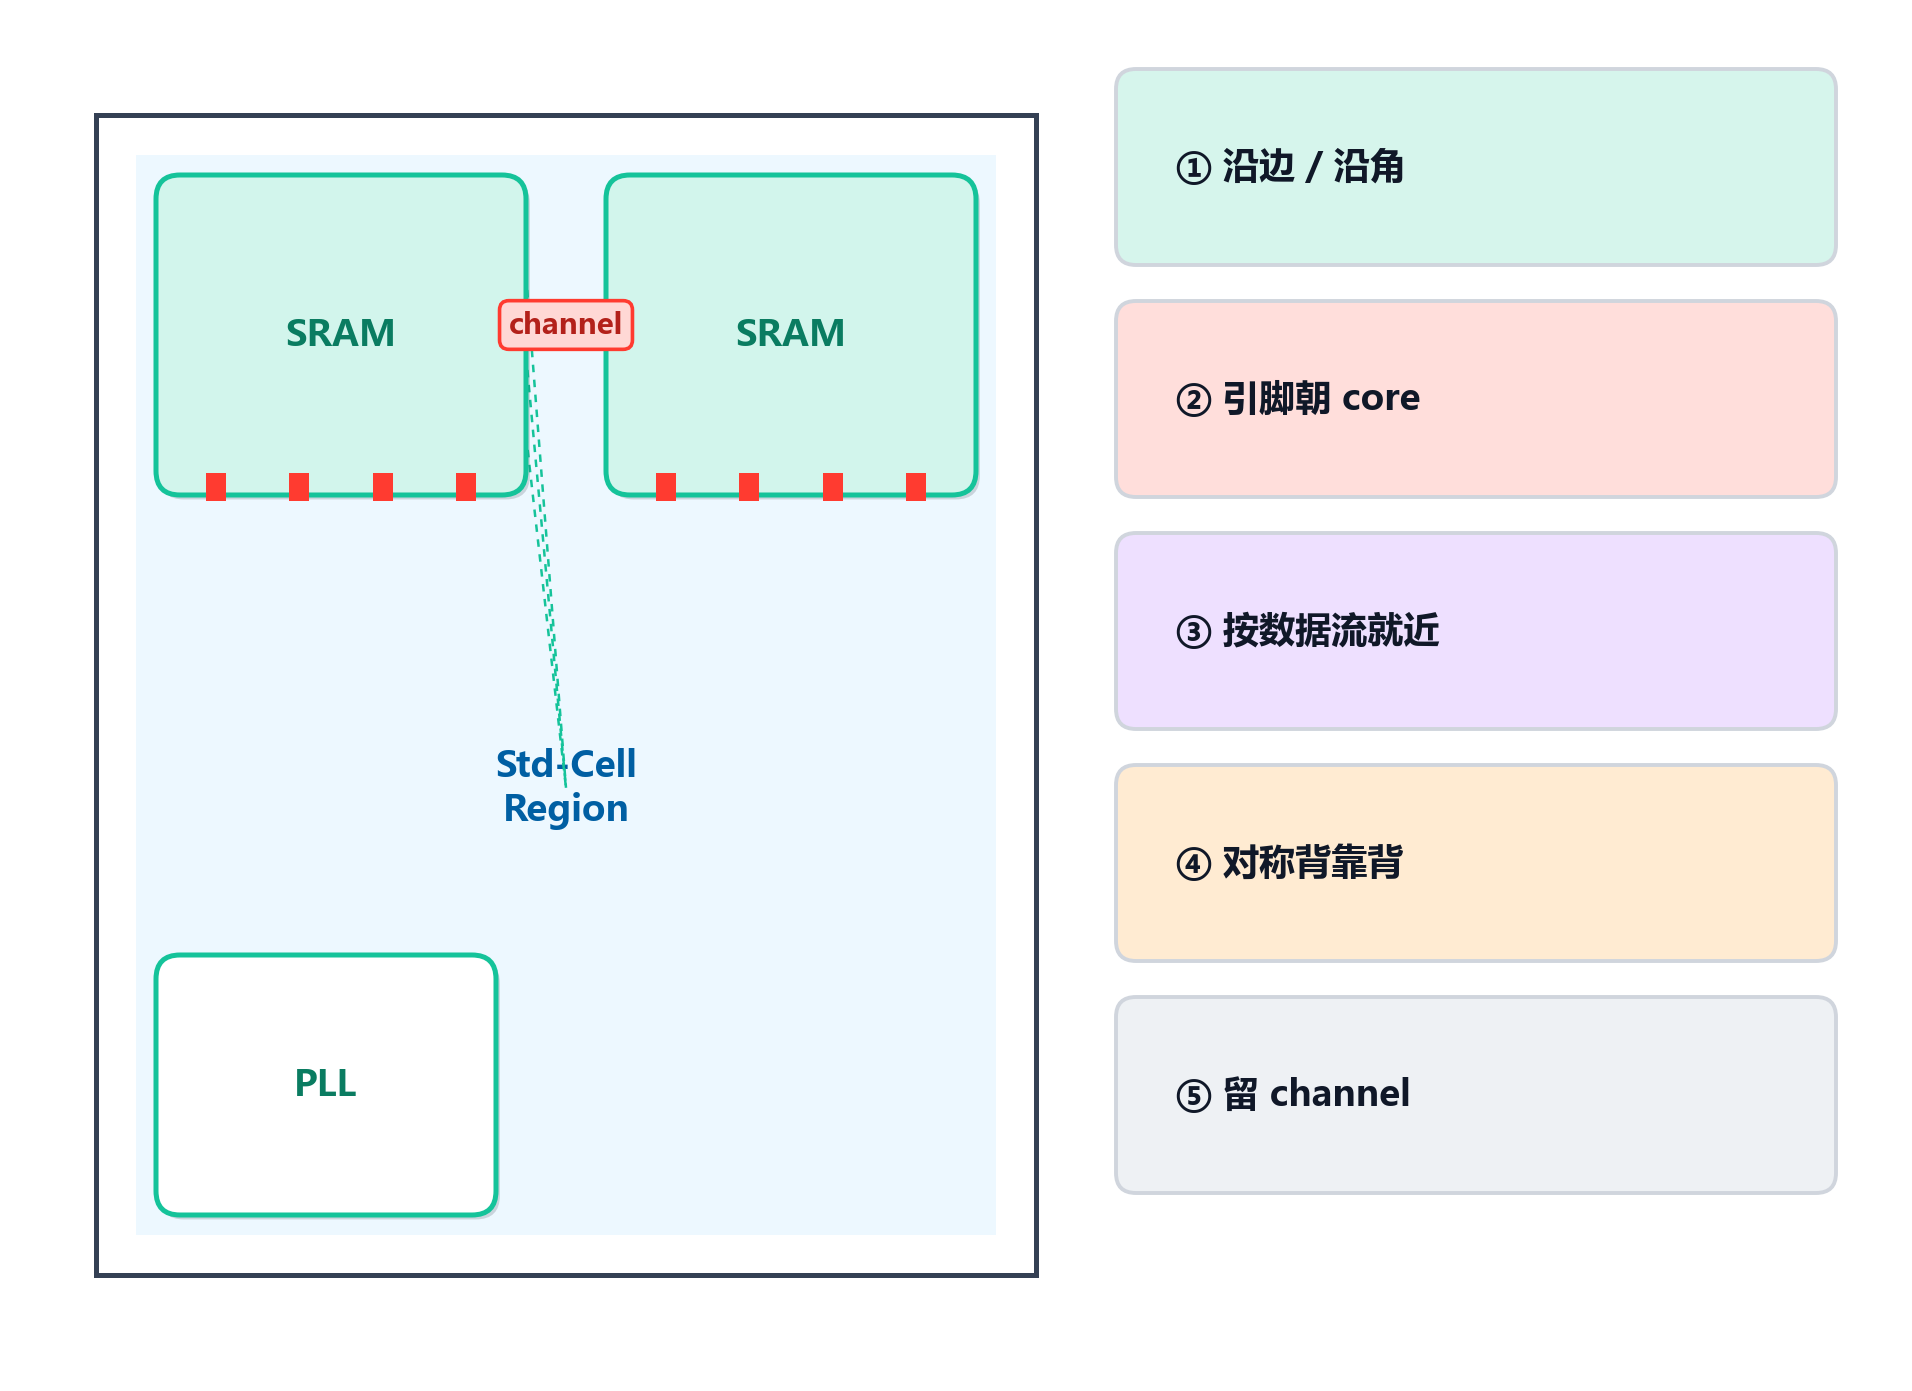 SRAM
channel
SRAM
Std-Cell
Region
PLL
① 沿边 / 沿角
② 引脚朝 core
③ 按数据流就近
④ 对称背靠背
⑤ 留 channel